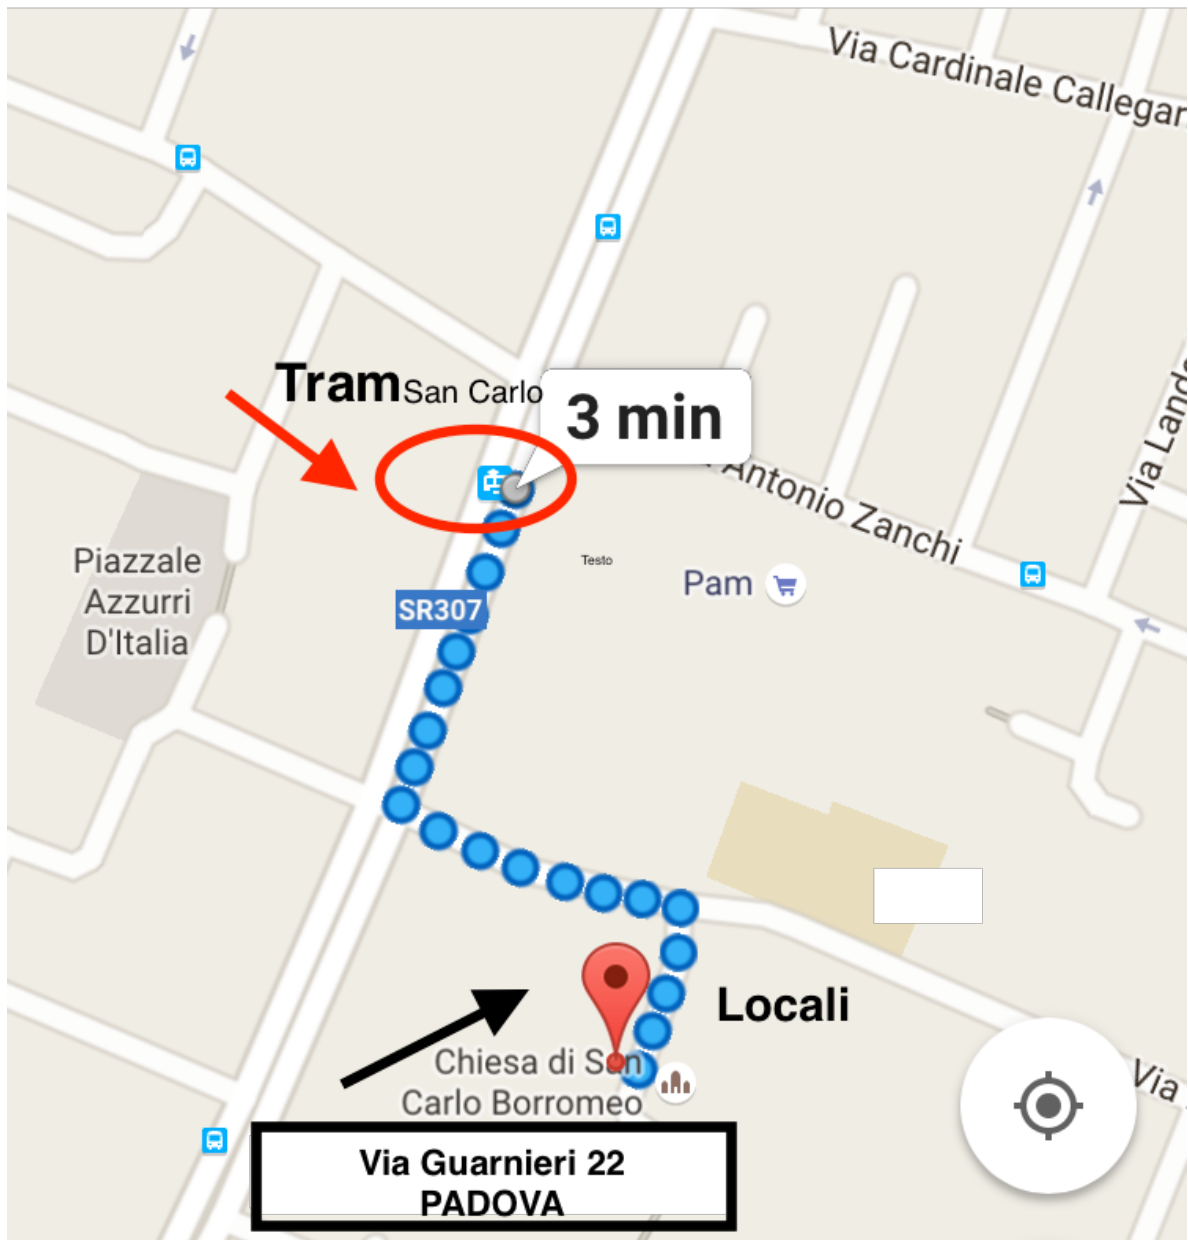 Via Cardinale Callegar
Tram San Carlo
3 min
Antonio Zanchi
Via Lande
Piazzale
Azzurri
D'Italia
Testo
Pam
SR307
Locali
Chiesa di San
Carlo Borromeo
Via
Via Guarnieri 22
PADOVA